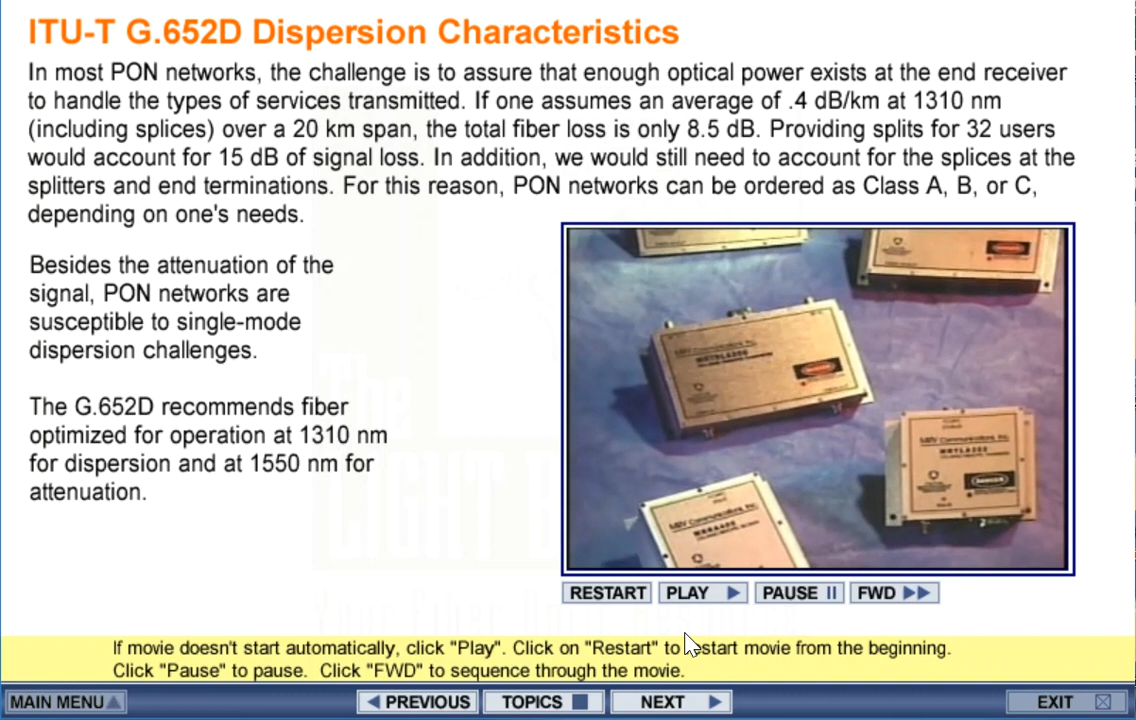 ITU-T G.652D Dispersion Characteristics
In most PON networks, the challenge is to assure that enough optical power exists at the end receiver
to handle the types of services transmitted. If one assumes an average of .4 dB/km at 1310 nm
(including splices) over a 20 km span, the total fiber loss is only 8.5 dB. Providing splits for 32 users
would account for 15 dB of signal loss. In addition, we would still need to account for the splices at the
splitters and end terminations. For this reason, PON networks can be ordered as Class A, B, or C,
depending on one's needs.
Besides the attenuation of the
signal, PON networks are
susceptible to single-mode
dispersion challenges.
The G.652D recommends fiber
optimized for operation at 1310 nm
for dispersion and at 1550 nm for
attenuation.
The
LIGHT
MRV Communications, Inc.
MRV Communications, Inc.
DANGER
MRV Communications, Inc.
RESTART PLAY PAUSE FWD
If movie doesn't start automatically, click "Play". Click on "Restart" to restart movie from the beginning.
Click "Pause" to pause. Click "FWD" to sequence through the movie.
MAIN MENU PREVIOUS TOPICS NEXT EXIT